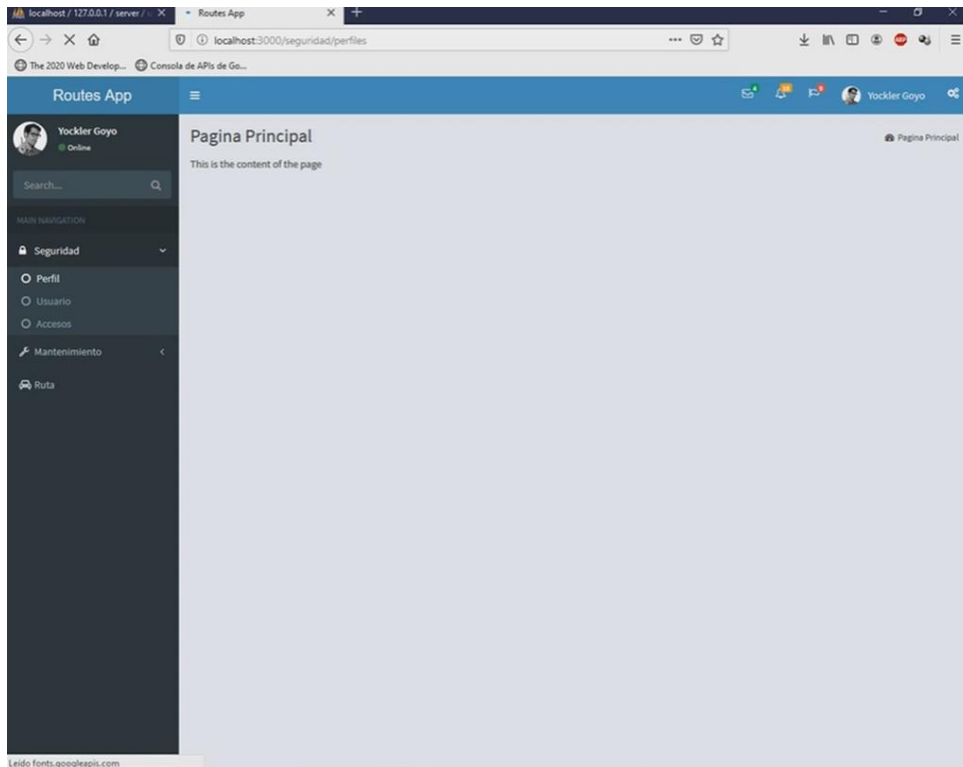 localhost / 127.0.0.1 / server /
Routes App
localhost:3000/seguridad/perfiles
The 2020 Web Develop...
Consola de APIs de Go...
Routes App
Yockler Goyo
Yockler Goyo
Online
Pagina Principal
Pagina Principal
This is the content of the page
Search...
MAIN NAVIGATION
Seguridad
Perfil
Usuario
Accesos
Mantenimiento
Ruta
Leído fonts.googleapis.com